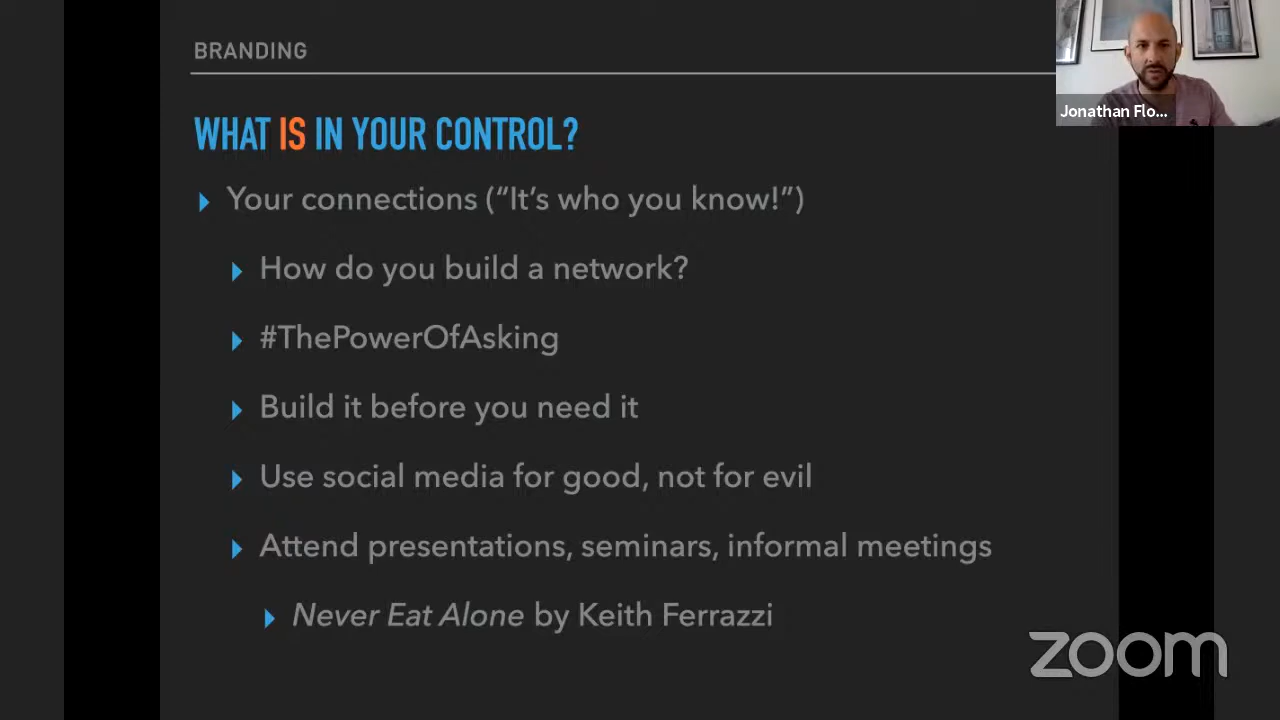 BRANDING
WHAT IS IN YOUR CONTROL?
Your connections (“It’s who you know!”)
How do you build a network?
#ThePowerOfAsking
Build it before you need it
Use social media for good, not for evil
Attend presentations, seminars, informal meetings
Never Eat Alone by Keith Ferrazzi
Jonathan Flo...
zoom